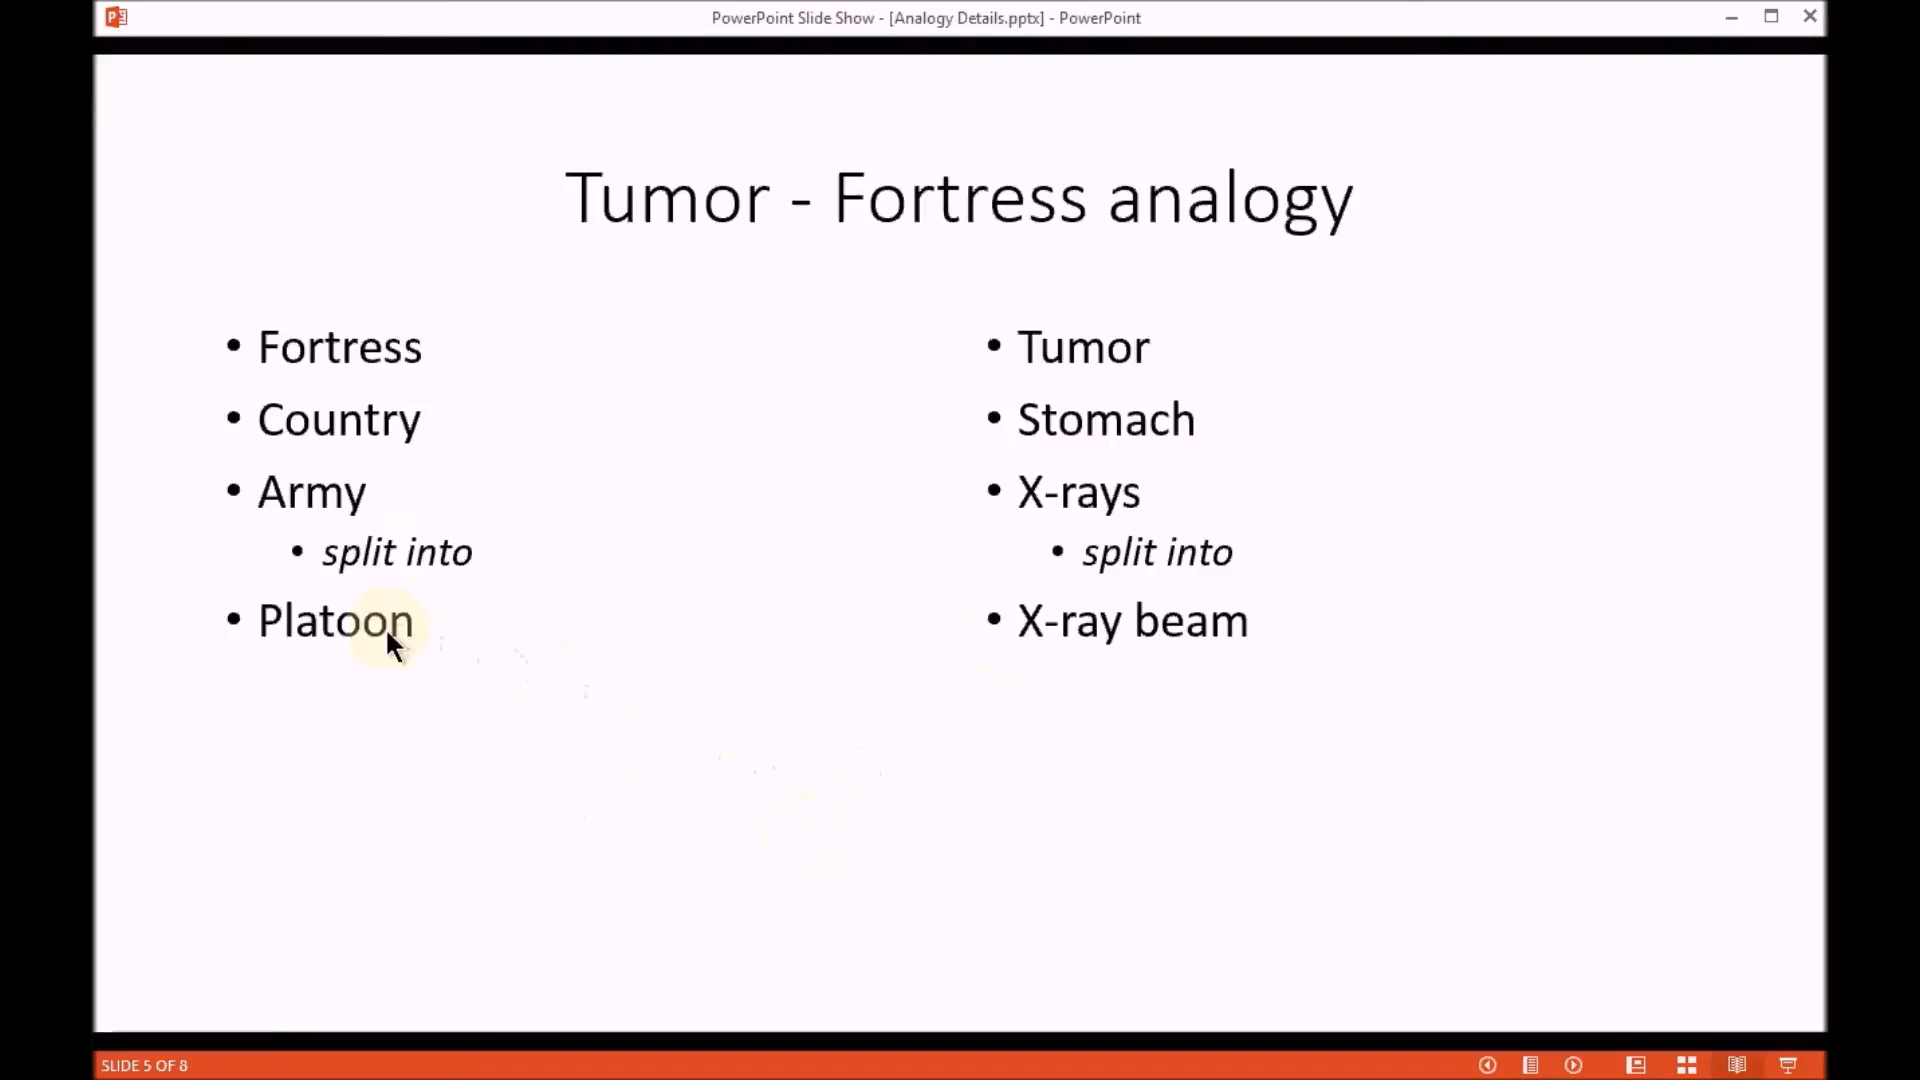 PowerPoint Slide Show - [Analogy Details.pptx] - PowerPoint
Tumor - Fortress analogy
• Fortress
• Country
• Army
• split into
• Platoon
• Tumor
• Stomach
• X-rays
• split into
• X-ray beam
SLIDE 5 OF 8